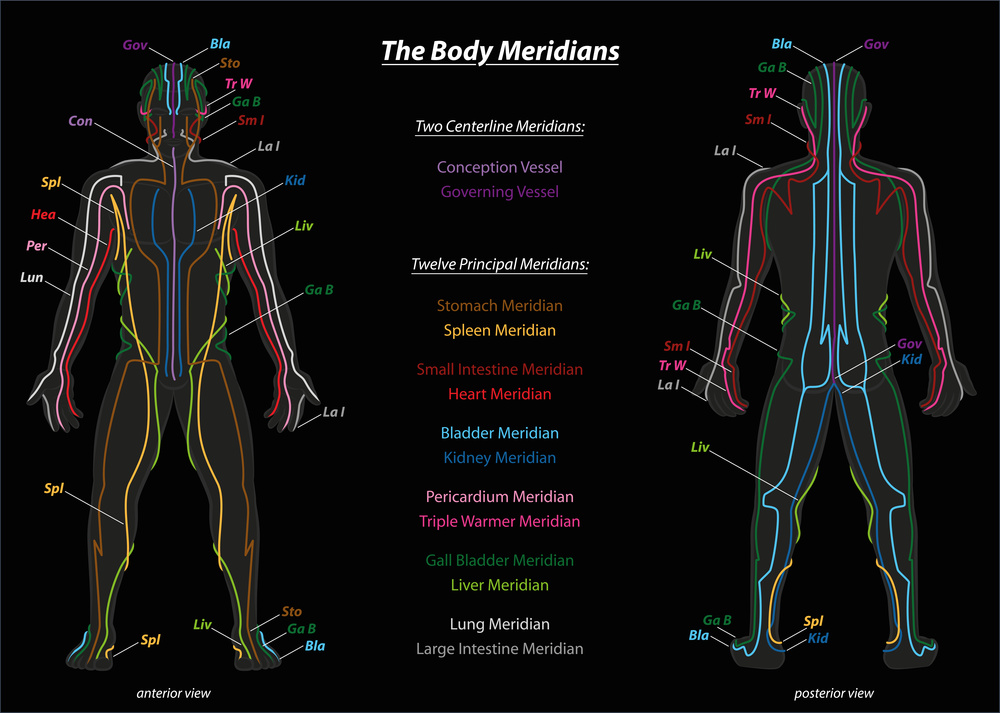 The Body Meridians
Gov
Bla
Sto
Tr W
Ga B
Sm I
Con
La I
Spl
Kid
Hea
Liv
Per
Lun
Ga B
La I
Spl
Sto
Liv
Ga B
Spl
Bla
anterior view
Two Centerline Meridians:
Conception Vessel
Governing Vessel
Twelve Principal Meridians:
Stomach Meridian
Spleen Meridian
Small Intestine Meridian
Heart Meridian
Bladder Meridian
Kidney Meridian
Pericardium Meridian
Triple Warmer Meridian
Gall Bladder Meridian
Liver Meridian
Lung Meridian
Large Intestine Meridian
Bla
Gov
Ga B
Tr W
Sm I
La I
Liv
Ga B
Sm I
Gov
Tr W
Kid
La I
Liv
Ga B
Spl
Bla
Kid
posterior view